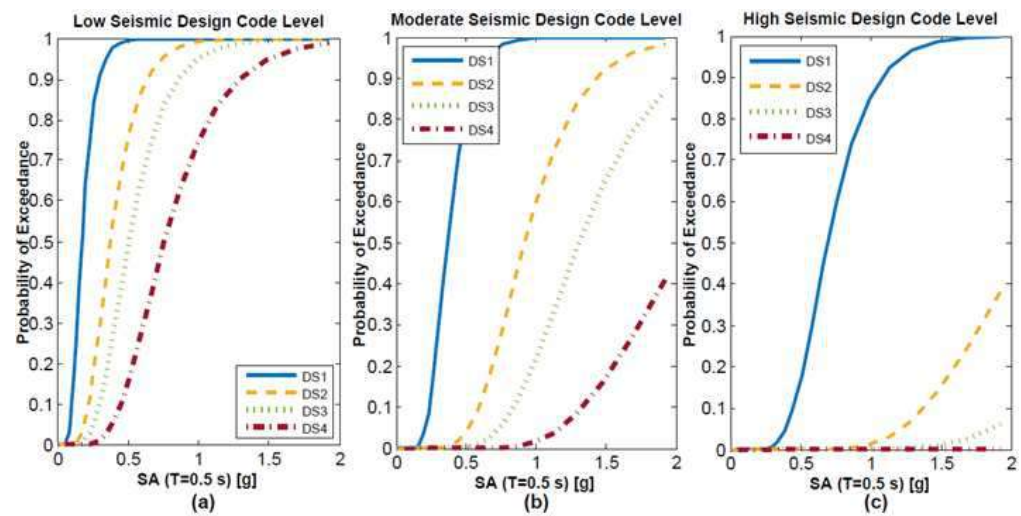 Low Seismic Design Code Level
Probability of Exceedance
1
0.9
0.8
0.7
0.6
0.5
0.4
0.3
0.2
0.1
0
0 0.5 1 1.5 2
SA (T=0.5 s) [g]
(a)
DS1
DS2
DS3
DS4
Moderate Seismic Design Code Level
Probability of Exceedance
1
0.9
0.8
0.7
0.6
0.5
0.4
0.3
0.2
0.1
0
0 0.5 1 1.5 2
SA (T=0.5 s) [g]
(b)
DS1
DS2
DS3
DS4
High Seismic Design Code Level
Probability of Exceedance
1
0.9
0.8
0.7
0.6
0.5
0.4
0.3
0.2
0.1
0
0 0.5 1 1.5 2
SA (T=0.5 s) [g]
(c)
DS1
DS2
DS3
DS4